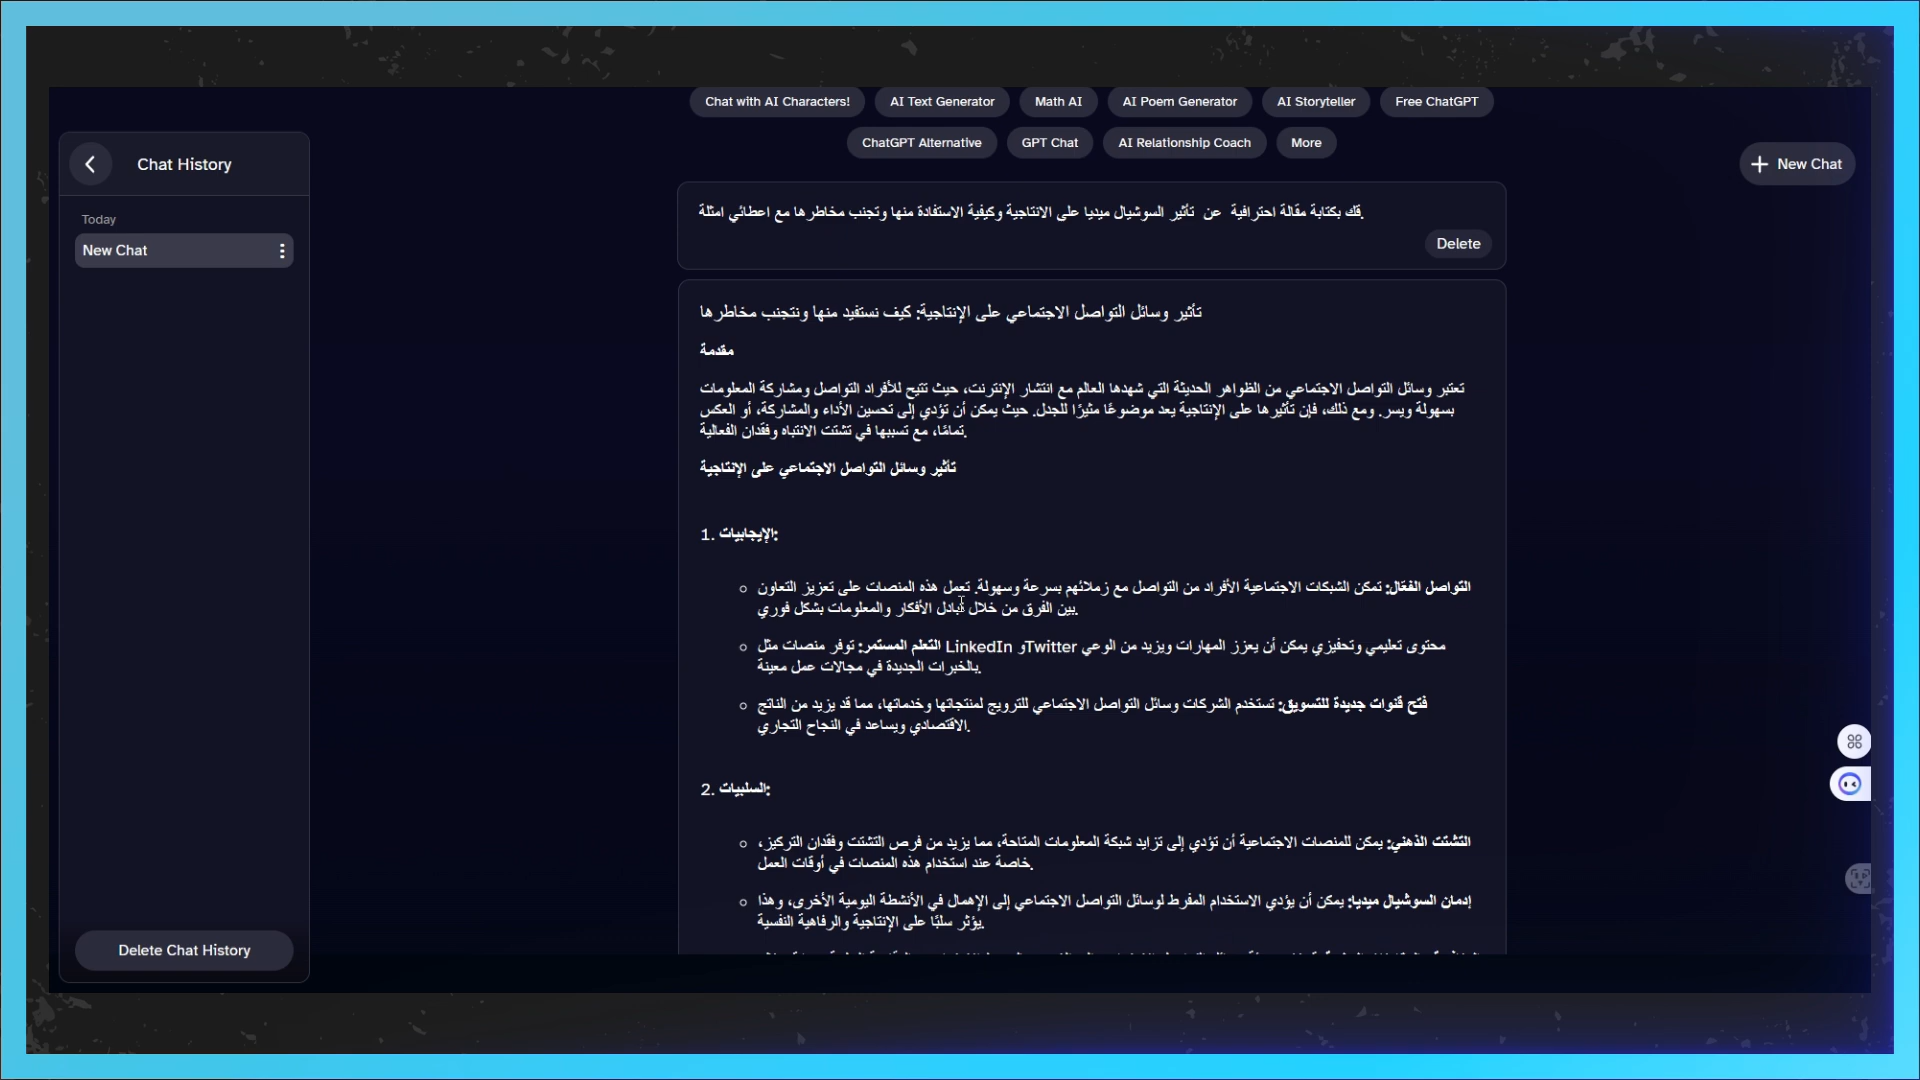 Chat with AI Characters!
AI Text Generator
Math AI
AI Poem Generator
AI Storyteller
Free ChatGPT
ChatGPT Alternative
GPT Chat
AI Relationship Coach
More
Chat History
New Chat
Today
New Chat
قك بكتابة مقالة احترافية عن تأثير السوشيال ميديا على الانتاجية وكيفية الاستفادة منها وتجنب مخاطرها مع اعطائي امثلة.
Delete
تأثير وسائل التواصل الاجتماعي على الإنتاجية: كيف نستفيد منها ونتجنب مخاطرها
مقدمة
تعتبر وسائل التواصل الاجتماعي من الظواهر الحديثة التي شهدها العالم مع انتشار الإنترنت، حيث تتيح للأفراد التواصل ومشاركة المعلومات
بسهولة ويسر. ومع ذلك، فإن تأثيرها على الإنتاجية يعد موضوعًا مثيرًا للجدل. حيث يمكن أن تؤدي إلى تحسين الأداء والمشاركة، أو العكس
تمامًا، مع تسببها في تشتت الانتباه وفقدان الفعالية.
تأثير وسائل التواصل الاجتماعي على الإنتاجية
1. الإيجابيات:
التواصل الفعّال: تمكن الشبكات الاجتماعية الأفراد من التواصل مع زملائهم بسرعة وسهولة. تعمل هذه المنصات على تعزيز التعاون
بين الفرق من خلال تبادل الأفكار والمعلومات بشكل فوري.
التعلم المستمر: توفر منصات مثل LinkedIn وTwitter محتوى تعليمي وتحفيزي يمكن أن يعزز المهارات ويزيد من الوعي
بالخبرات الجديدة في مجالات عمل معينة.
فتح قنوات جديدة للتسويق: تستخدم الشركات وسائل التواصل الاجتماعي للترويج لمنتجاتها وخدماتها، مما قد يزيد من الناتج
الاقتصادي ويساعد في النجاح التجاري.
2. السلبيات:
التشتت الذهني: يمكن للمنصات الاجتماعية أن تؤدي إلى تزايد شبكة المعلومات المتاحة، مما يزيد من فرص التشتت وفقدان التركيز،
خاصة عند استخدام هذه المنصات في أوقات العمل.
إدمان السوشيال ميديا: يمكن أن يؤدي الاستخدام المفرط لوسائل التواصل الاجتماعي إلى الإهمال في الأنشطة اليومية الأخرى، وهذا
يؤثر سلبًا على الإنتاجية والرفاهية النفسية.
Delete Chat History